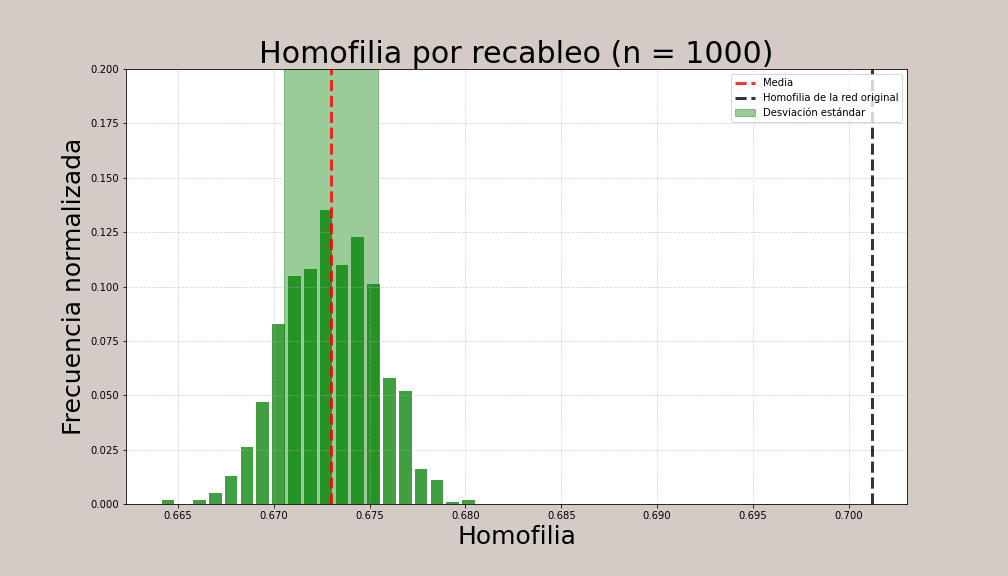 Homofilia por recableo (n = 1000)
Frecuencia normalizada
0.200
0.175
0.150
0.125
0.100
0.075
0.050
0.025
0.000
Media
Homofilia de la red original
Desviación estándar
0.665 0.670 0.675 0.680 0.685 0.690 0.695 0.700
Homofilia